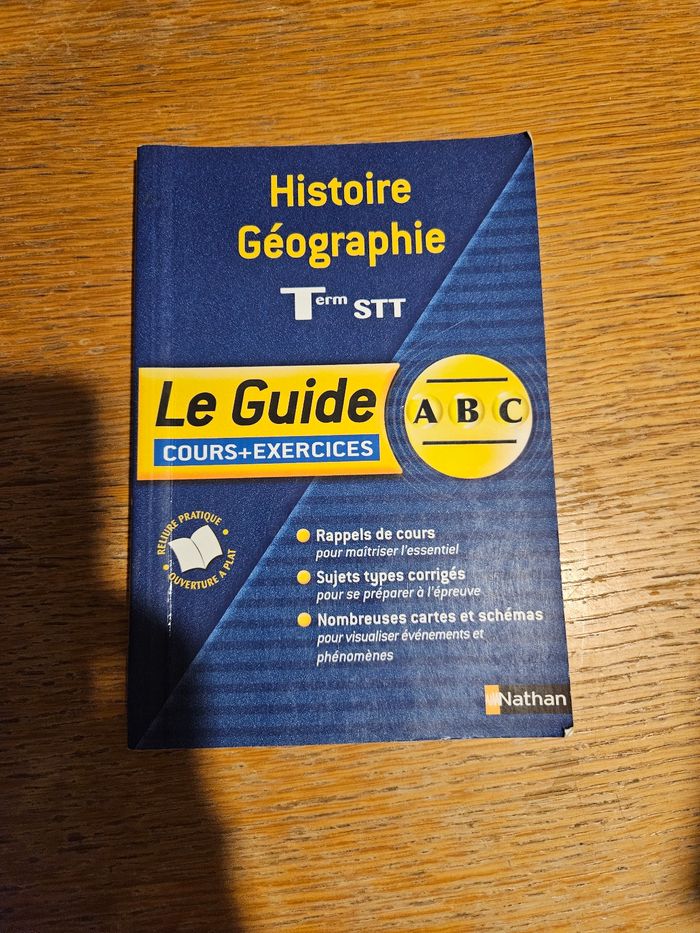 Histoire
Géographie
Term STT
Le Guide
COURS+EXERCICES
A B C
RELIURE PRATIQUE
OUVERTURE À PLAT
Rappels de cours
pour maîtriser l'essentiel
Sujets types corrigés
pour se préparer à l'épreuve
Nombreuses cartes et schémas
pour visualiser événements et
phénomènes
Nathan